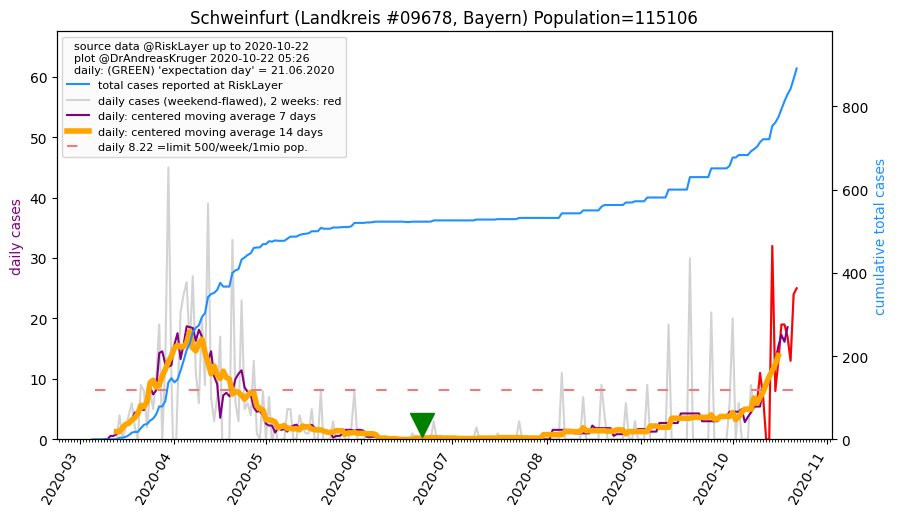 Schweinfurt (Landkreis #09678, Bayern) Population=115106
source data @RiskLayer up to 2020-10-22
plot @DrAndreasKruger 2020-10-22 05:26
daily: (GREEN) 'expectation day' = 21.06.2020
total cases reported at RiskLayer
daily cases (weekend-flawed), 2 weeks: red
daily: centered moving average 7 days
daily: centered moving average 14 days
daily 8.22 =limit 500/week/1mio pop.
daily cases
60
50
40
30
20
10
0
cumulative total cases
800
600
400
200
0
2020-03
2020-04
2020-05
2020-06
2020-07
2020-08
2020-09
2020-10
2020-11